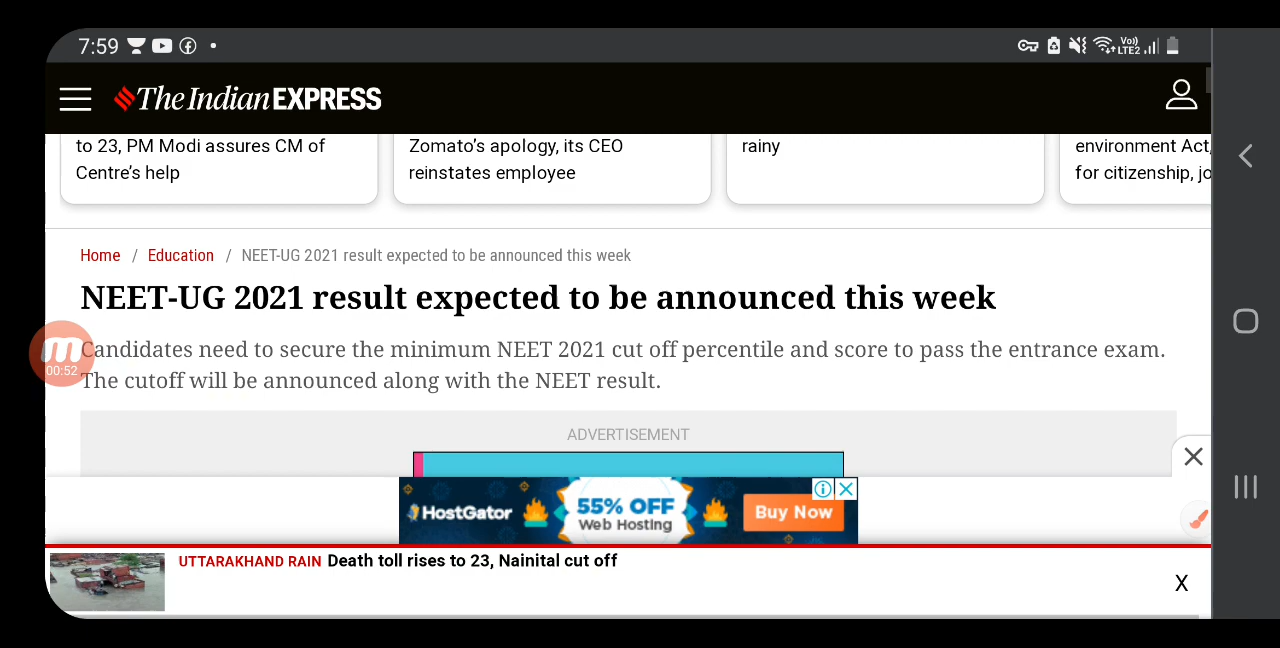 7:59
Vo))
LTE2
The Indian EXPRESS
to 23, PM Modi assures CM of
Centre's help
Zomato's apology, its CEO
reinstates employee
rainy
environment Act,
for citizenship, jo
Home / Education / NEET-UG 2021 result expected to be announced this week
NEET-UG 2021 result expected to be announced this week
00:52
Candidates need to secure the minimum NEET 2021 cut off percentile and score to pass the entrance exam.
The cutoff will be announced along with the NEET result.
ADVERTISEMENT
HostGator
55% OFF
Web Hosting
Buy Now
UTTARAKHAND RAIN Death toll rises to 23, Nainital cut off
X